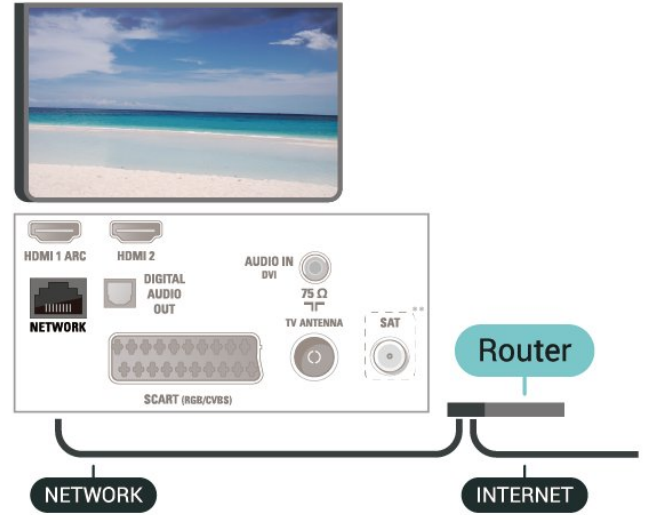 HDMI 1 ARC
HDMI 2
NETWORK
DIGITAL
AUDIO
OUT
AUDIO IN
DVI
75 Ω
TV ANTENNA
SAT
**
SCART (RGB/CVBS)
Router
NETWORK
INTERNET